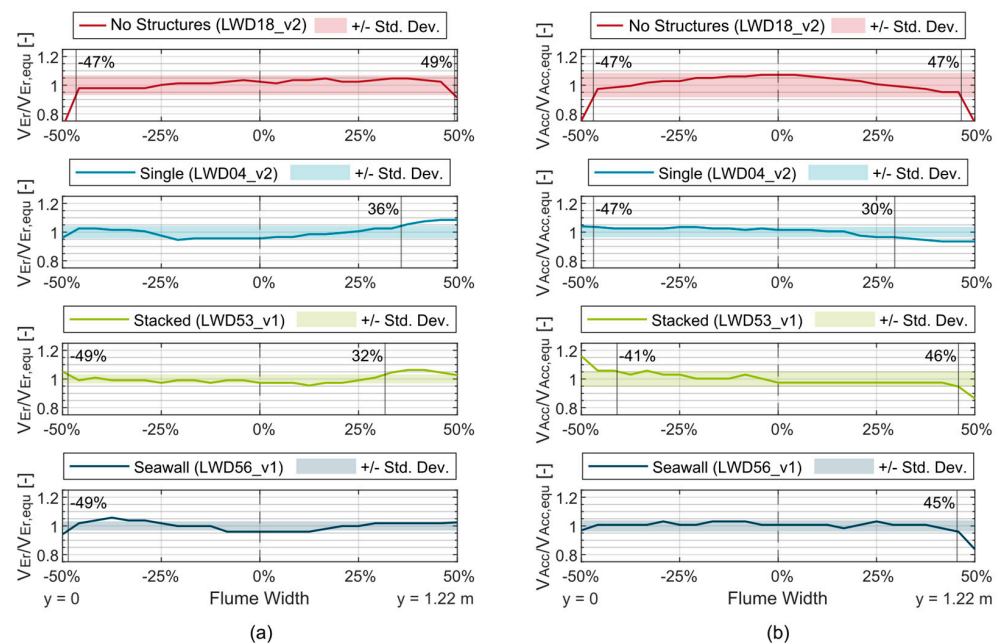 No Structures (LWD18_v2) +/- Std. Dev.
V_Er/V_Er,equ [-]
1.2
1
0.8
-47% 49%
-50% -25% 0% 25% 50%
Single (LWD04_v2) +/- Std. Dev.
V_Er/V_Er,equ [-]
1.2
1
0.8
36%
-50% -25% 0% 25% 50%
Stacked (LWD53_v1) +/- Std. Dev.
V_Er/V_Er,equ [-]
1.2
1
0.8
-49% 32%
-50% -25% 0% 25% 50%
Seawall (LWD56_v1) +/- Std. Dev.
V_Er/V_Er,equ [-]
1.2
1
0.8
-49%
-50% -25% 0% 25% 50%
y = 0 Flume Width y = 1.22 m
(a)
No Structures (LWD18_v2) +/- Std. Dev.
V_Acc/V_Acc,equ [-]
1.2
1
0.8
-47% 47%
-50% -25% 0% 25% 50%
Single (LWD04_v2) +/- Std. Dev.
V_Acc/V_Acc,equ [-]
1.2
1
0.8
-47% 30%
-50% -25% 0% 25% 50%
Stacked (LWD53_v1) +/- Std. Dev.
V_Acc/V_Acc,equ [-]
1.2
1
0.8
-41% 46%
-50% -25% 0% 25% 50%
Seawall (LWD56_v1) +/- Std. Dev.
V_Acc/V_Acc,equ [-]
1.2
1
0.8
45%
-50% -25% 0% 25% 50%
y = 0 Flume Width y = 1.22 m
(b)